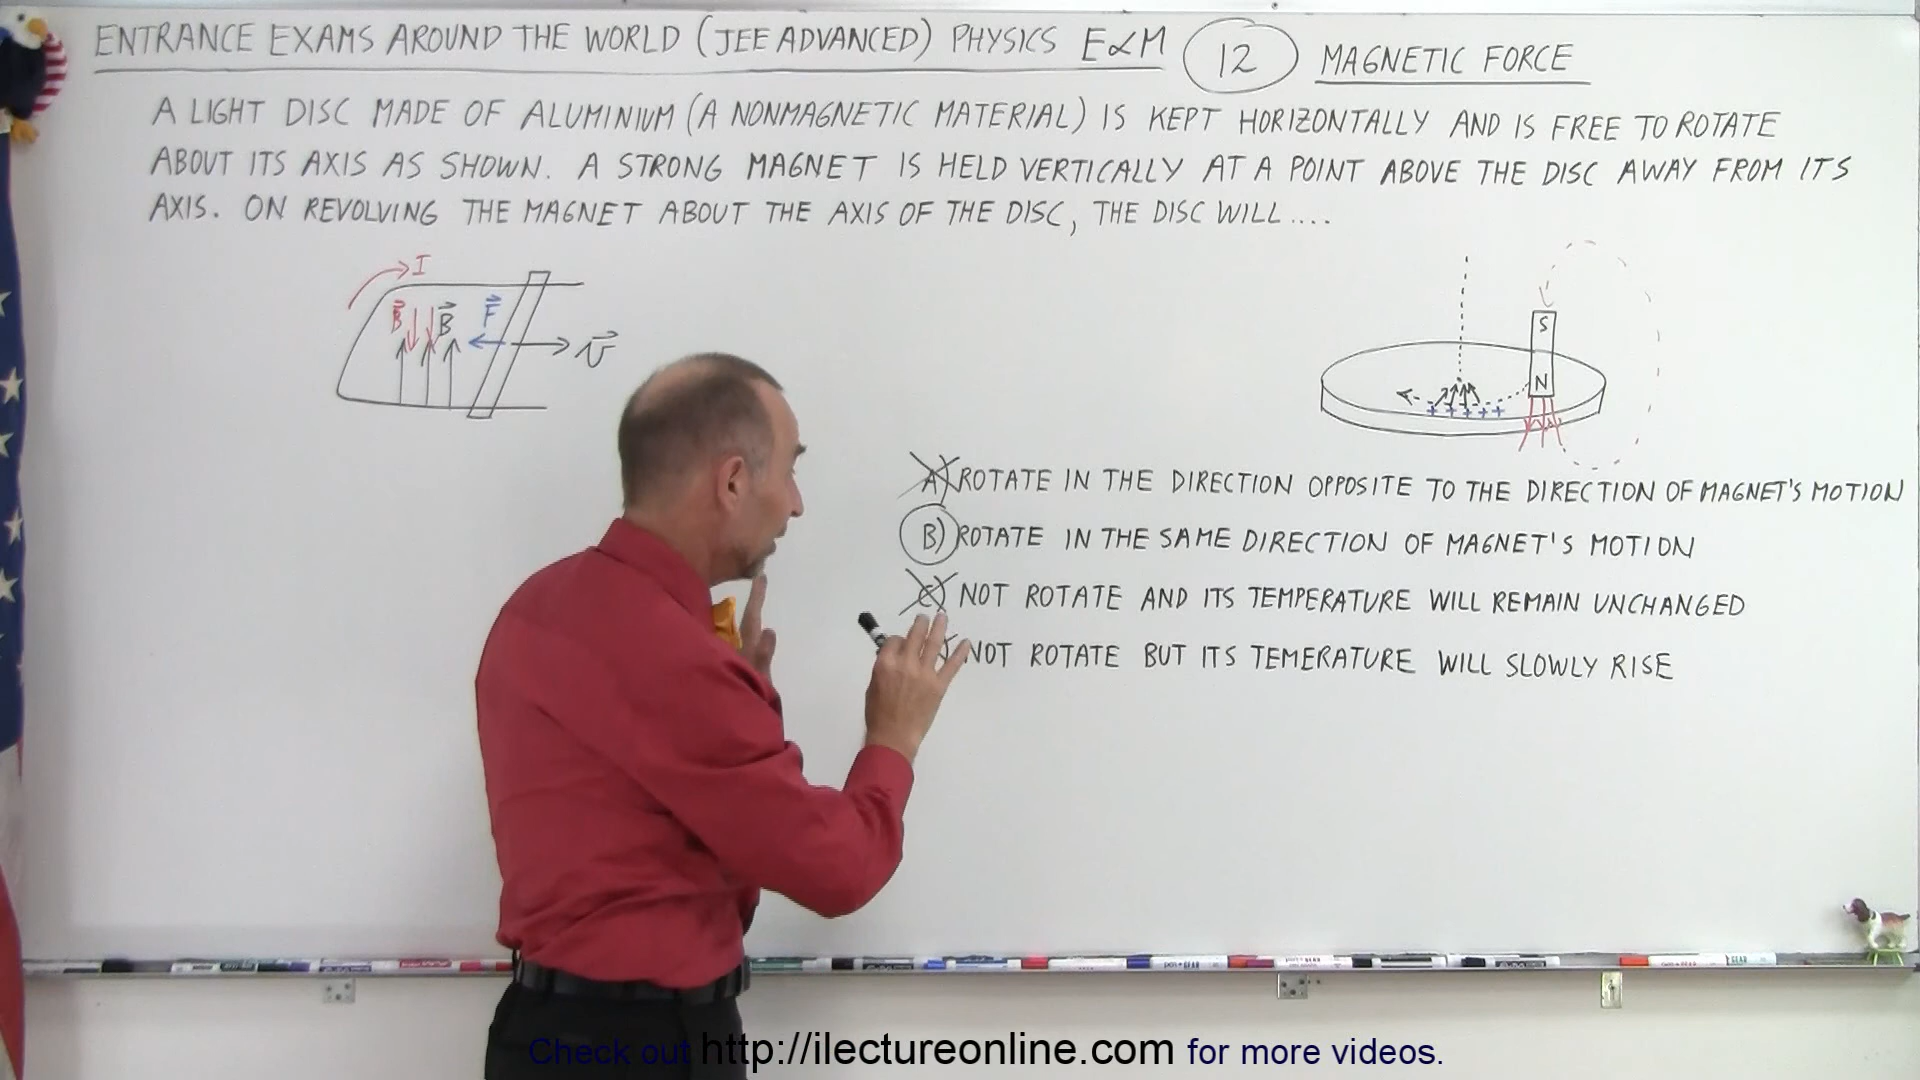 ENTRANCE EXAMS AROUND THE WORLD (JEE ADVANCED) PHYSICS E&M 12 MAGNETIC FORCE
A LIGHT DISC MADE OF ALUMINIUM (A NONMAGNETIC MATERIAL) IS KEPT HORIZONTALLY AND IS FREE TO ROTATE
ABOUT ITS AXIS AS SHOWN. A STRONG MAGNET IS HELD VERTICALLY AT A POINT ABOVE THE DISC AWAY FROM ITS
AXIS. ON REVOLVING THE MAGNET ABOUT THE AXIS OF THE DISC, THE DISC WILL....
I
B B F
V
S
N
+ + + + +
A) ROTATE IN THE DIRECTION OPPOSITE TO THE DIRECTION OF MAGNET'S MOTION
B) ROTATE IN THE SAME DIRECTION OF MAGNET'S MOTION
C) NOT ROTATE AND ITS TEMPERATURE WILL REMAIN UNCHANGED
NOT ROTATE BUT ITS TEMERATURE WILL SLOWLY RISE
Check out http://ilectureonline.com for more videos.